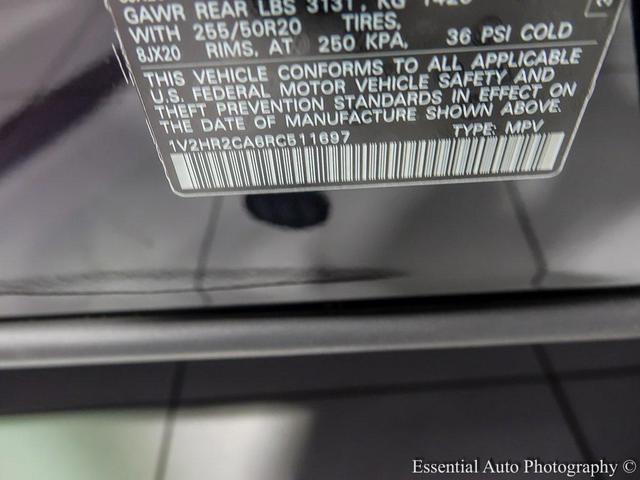 GAWR REAR LBS 3131, KG 1420
WITH 255/50R20 TIRES,
8JX20 RIMS, AT 250 KPA, 36 PSI COLD
THIS VEHICLE CONFORMS TO ALL APPLICABLE
U.S. FEDERAL MOTOR VEHICLE SAFETY AND
THEFT PREVENTION STANDARDS IN EFFECT ON
THE DATE OF MANUFACTURE SHOWN ABOVE.
1V2HR2CA6RC511697 TYPE: MPV
Essential Auto Photography ©